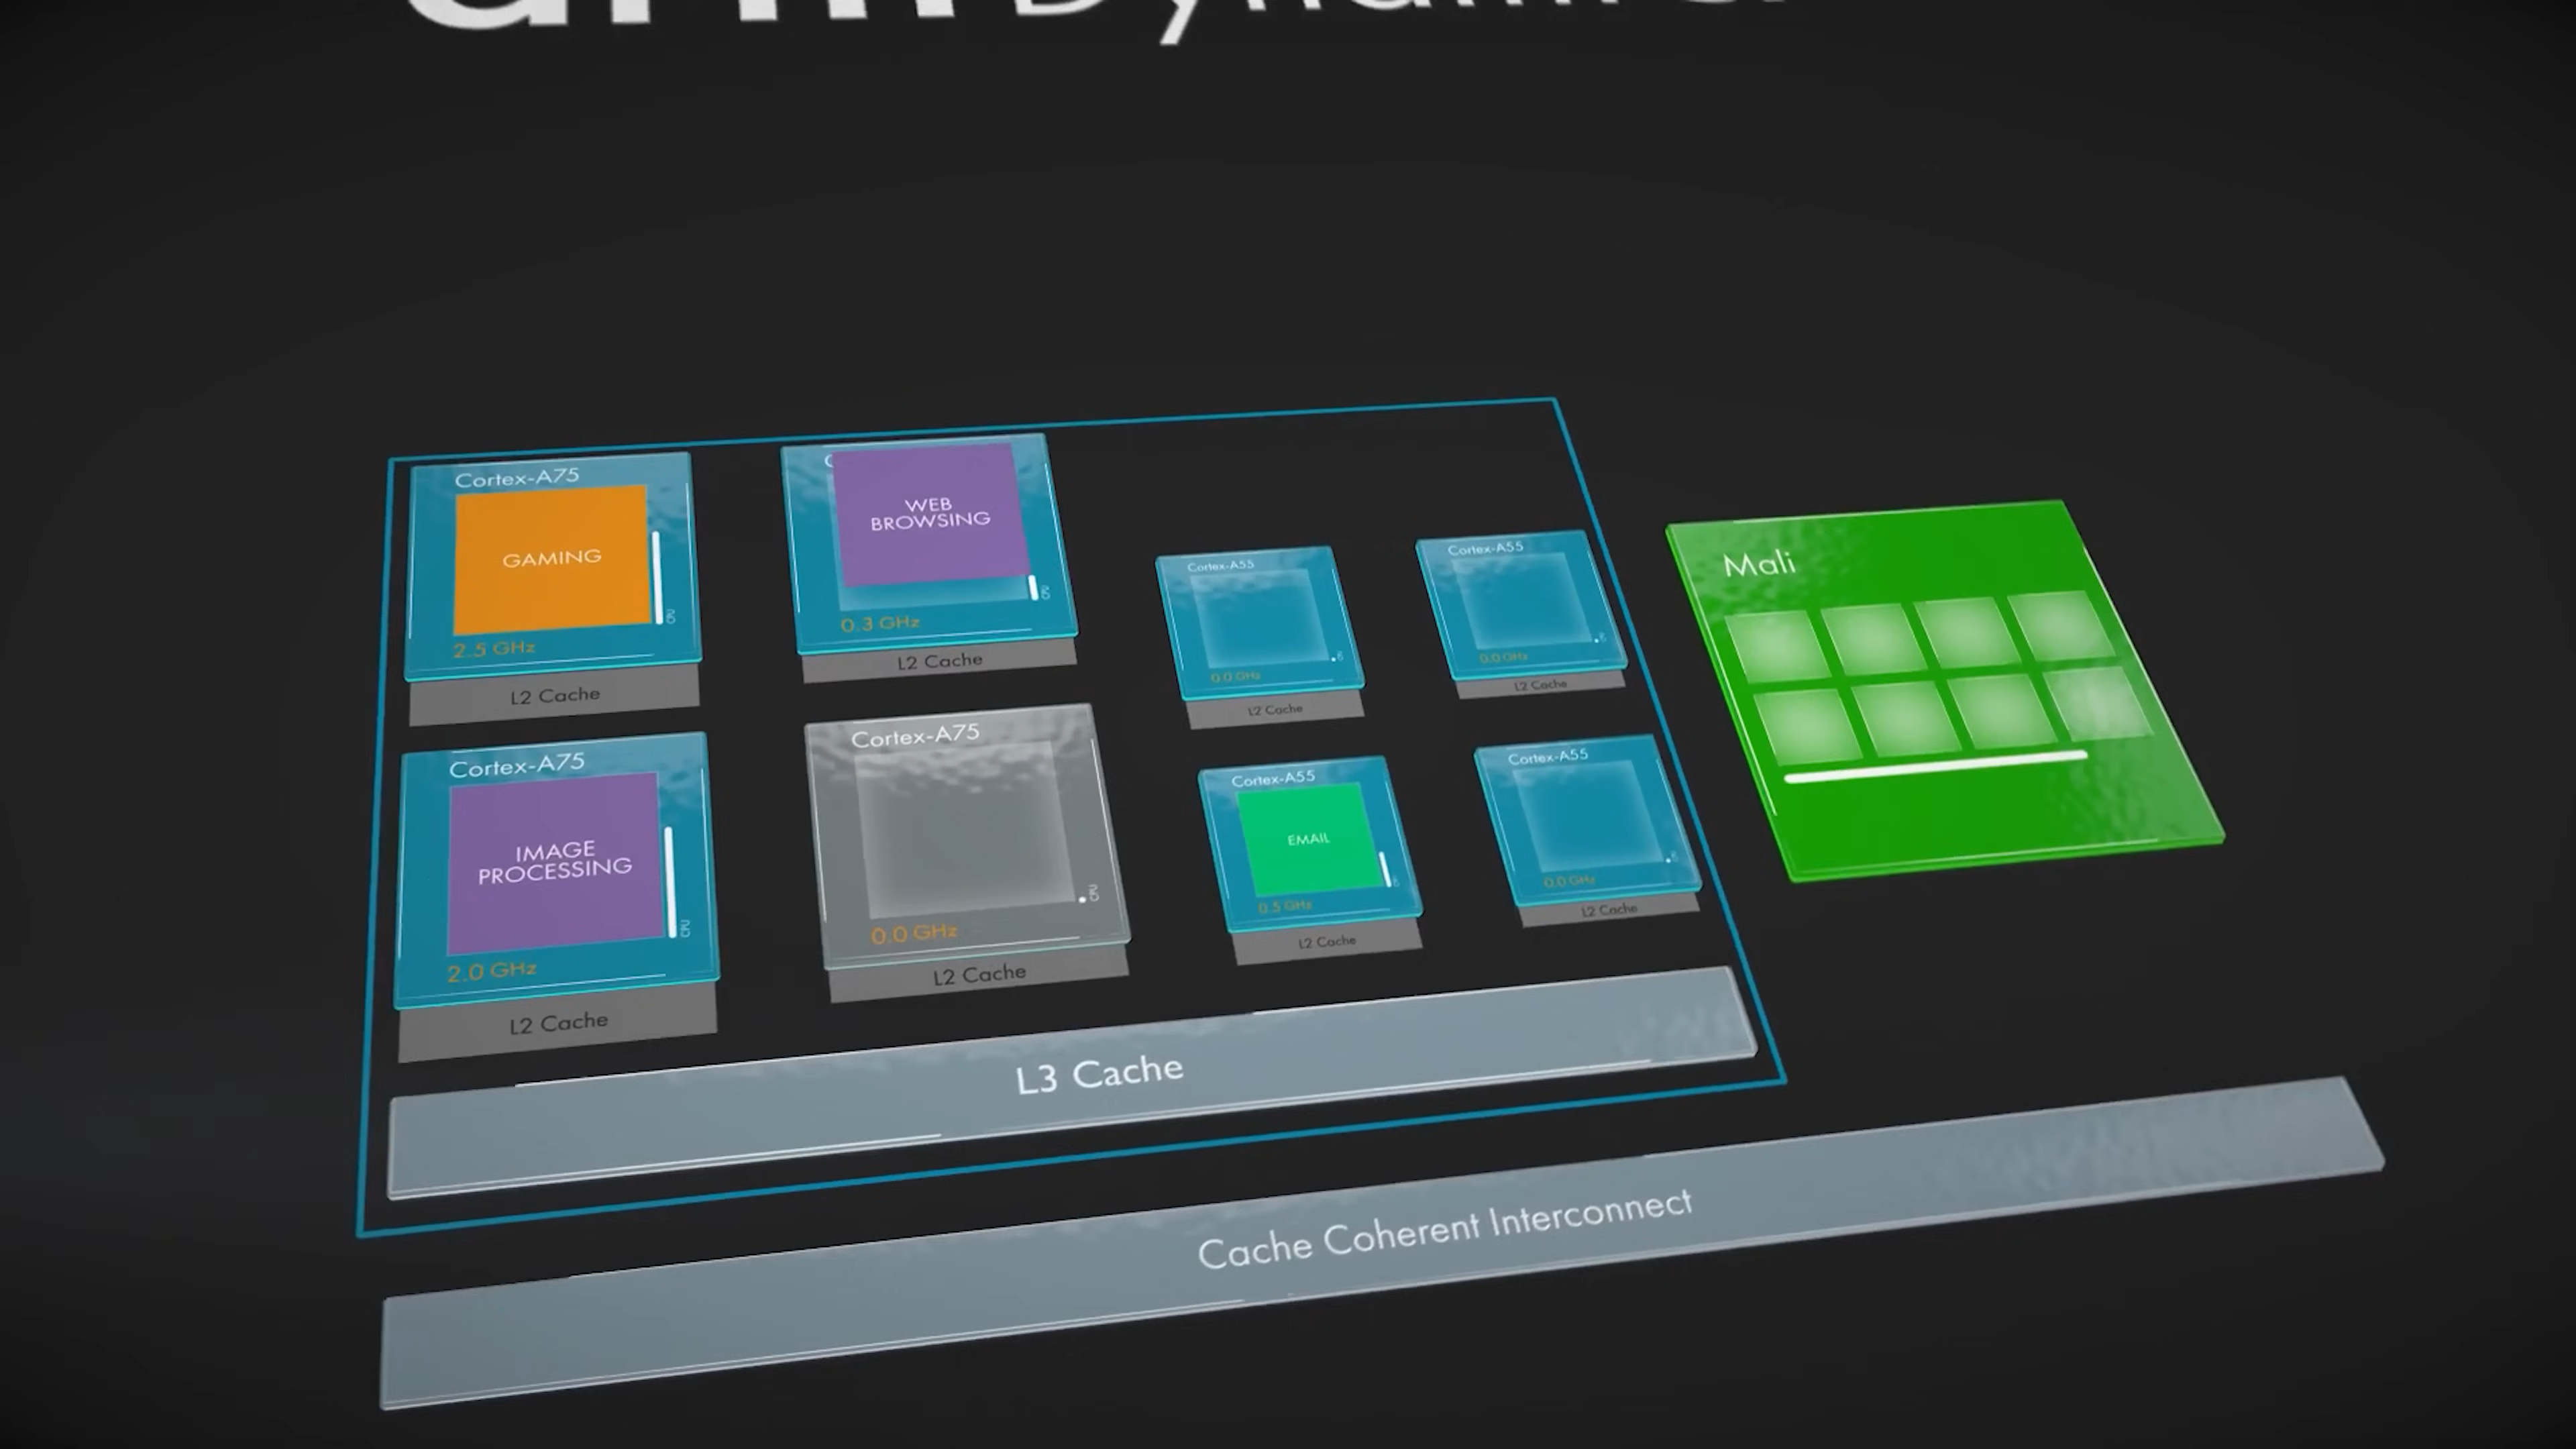 Cortex-A75
GAMING
2.5 GHz
L2 Cache
WEB
BROWSING
0.3 GHz
L2 Cache
Cortex-A55
0.0 GHz
L2 Cache
Cortex-A55
0.0 GHz
L2 Cache
Mali
Cortex-A75
IMAGE
PROCESSING
CPU
2.0 GHz
L2 Cache
Cortex-A75
CPU
0.0 GHz
L2 Cache
Cortex-A55
EMAIL
0.5 GHz
L2 Cache
Cortex-A55
0.0 GHz
L2 Cache
L3 Cache
Cache Coherent Interconnect